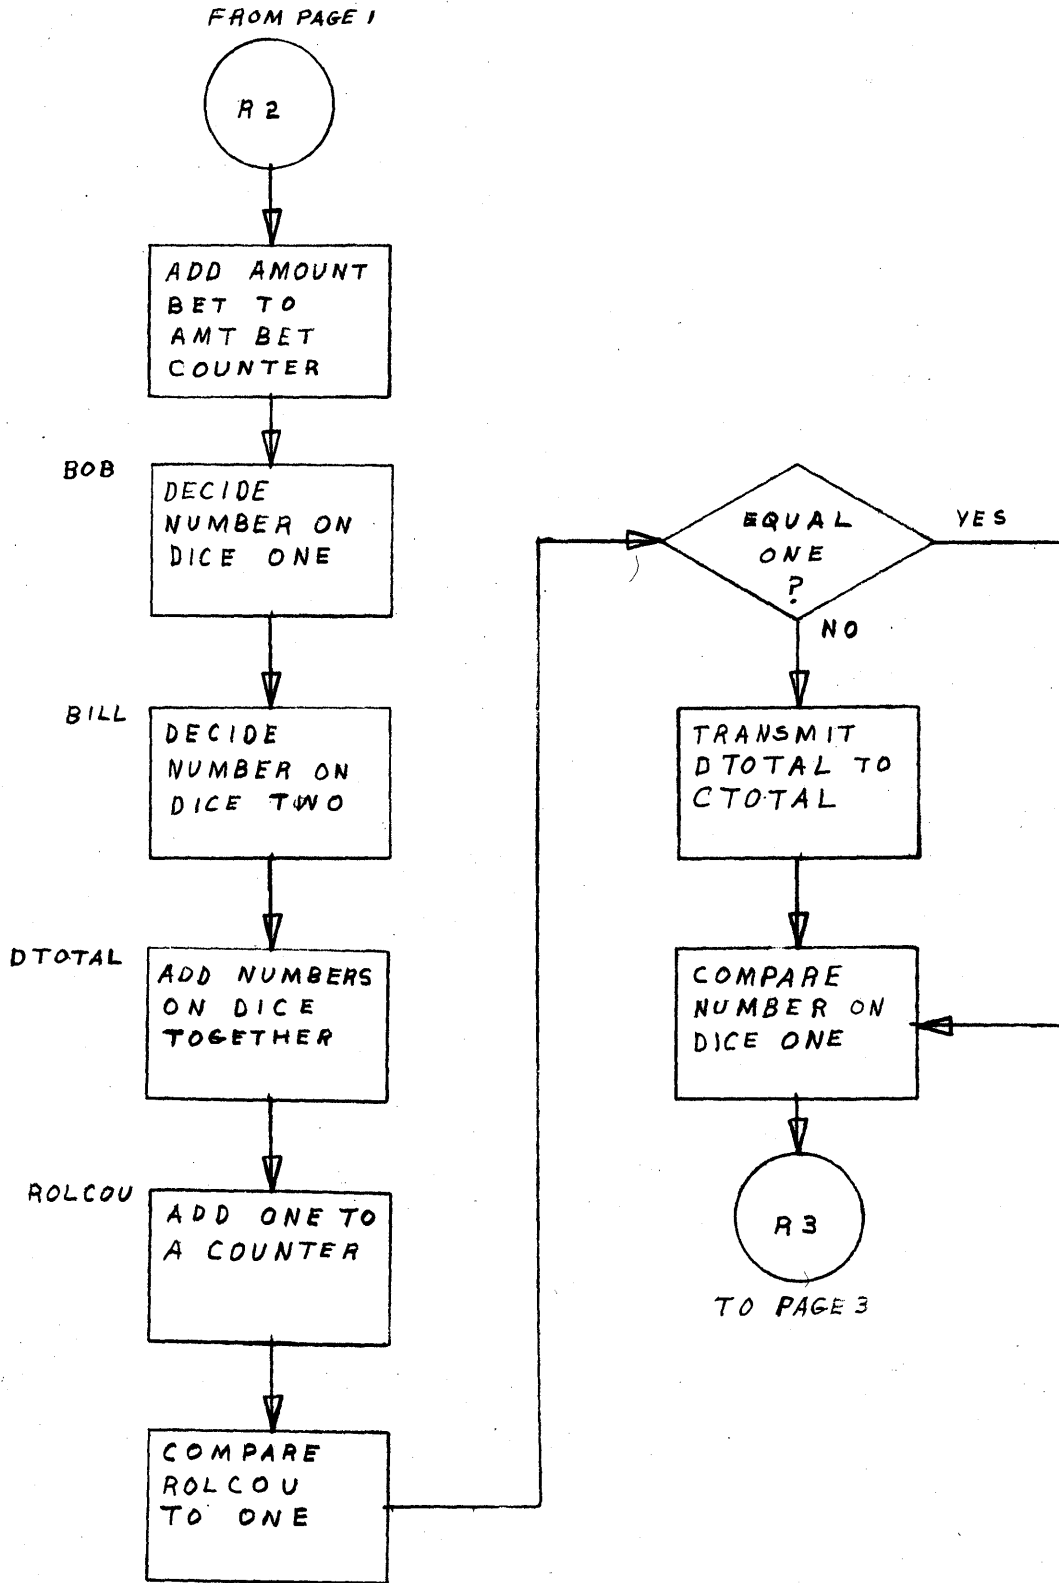 FROM PAGE 1
R 2
ADD AMOUNT
BET TO
AMT BET
COUNTER
BOB
DECIDE
NUMBER ON
DICE ONE
BILL
DECIDE
NUMBER ON
DICE TWO
DTOTAL
ADD NUMBERS
ON DICE
TOGETHER
ROLCOU
ADD ONE TO
A COUNTER
COMPARE
ROLCOU
TO ONE
EQUAL
ONE
?
YES
NO
TRANSMIT
DTOTAL TO
CTOTAL
COMPARE
NUMBER ON
DICE ONE
R 3
TO PAGE 3